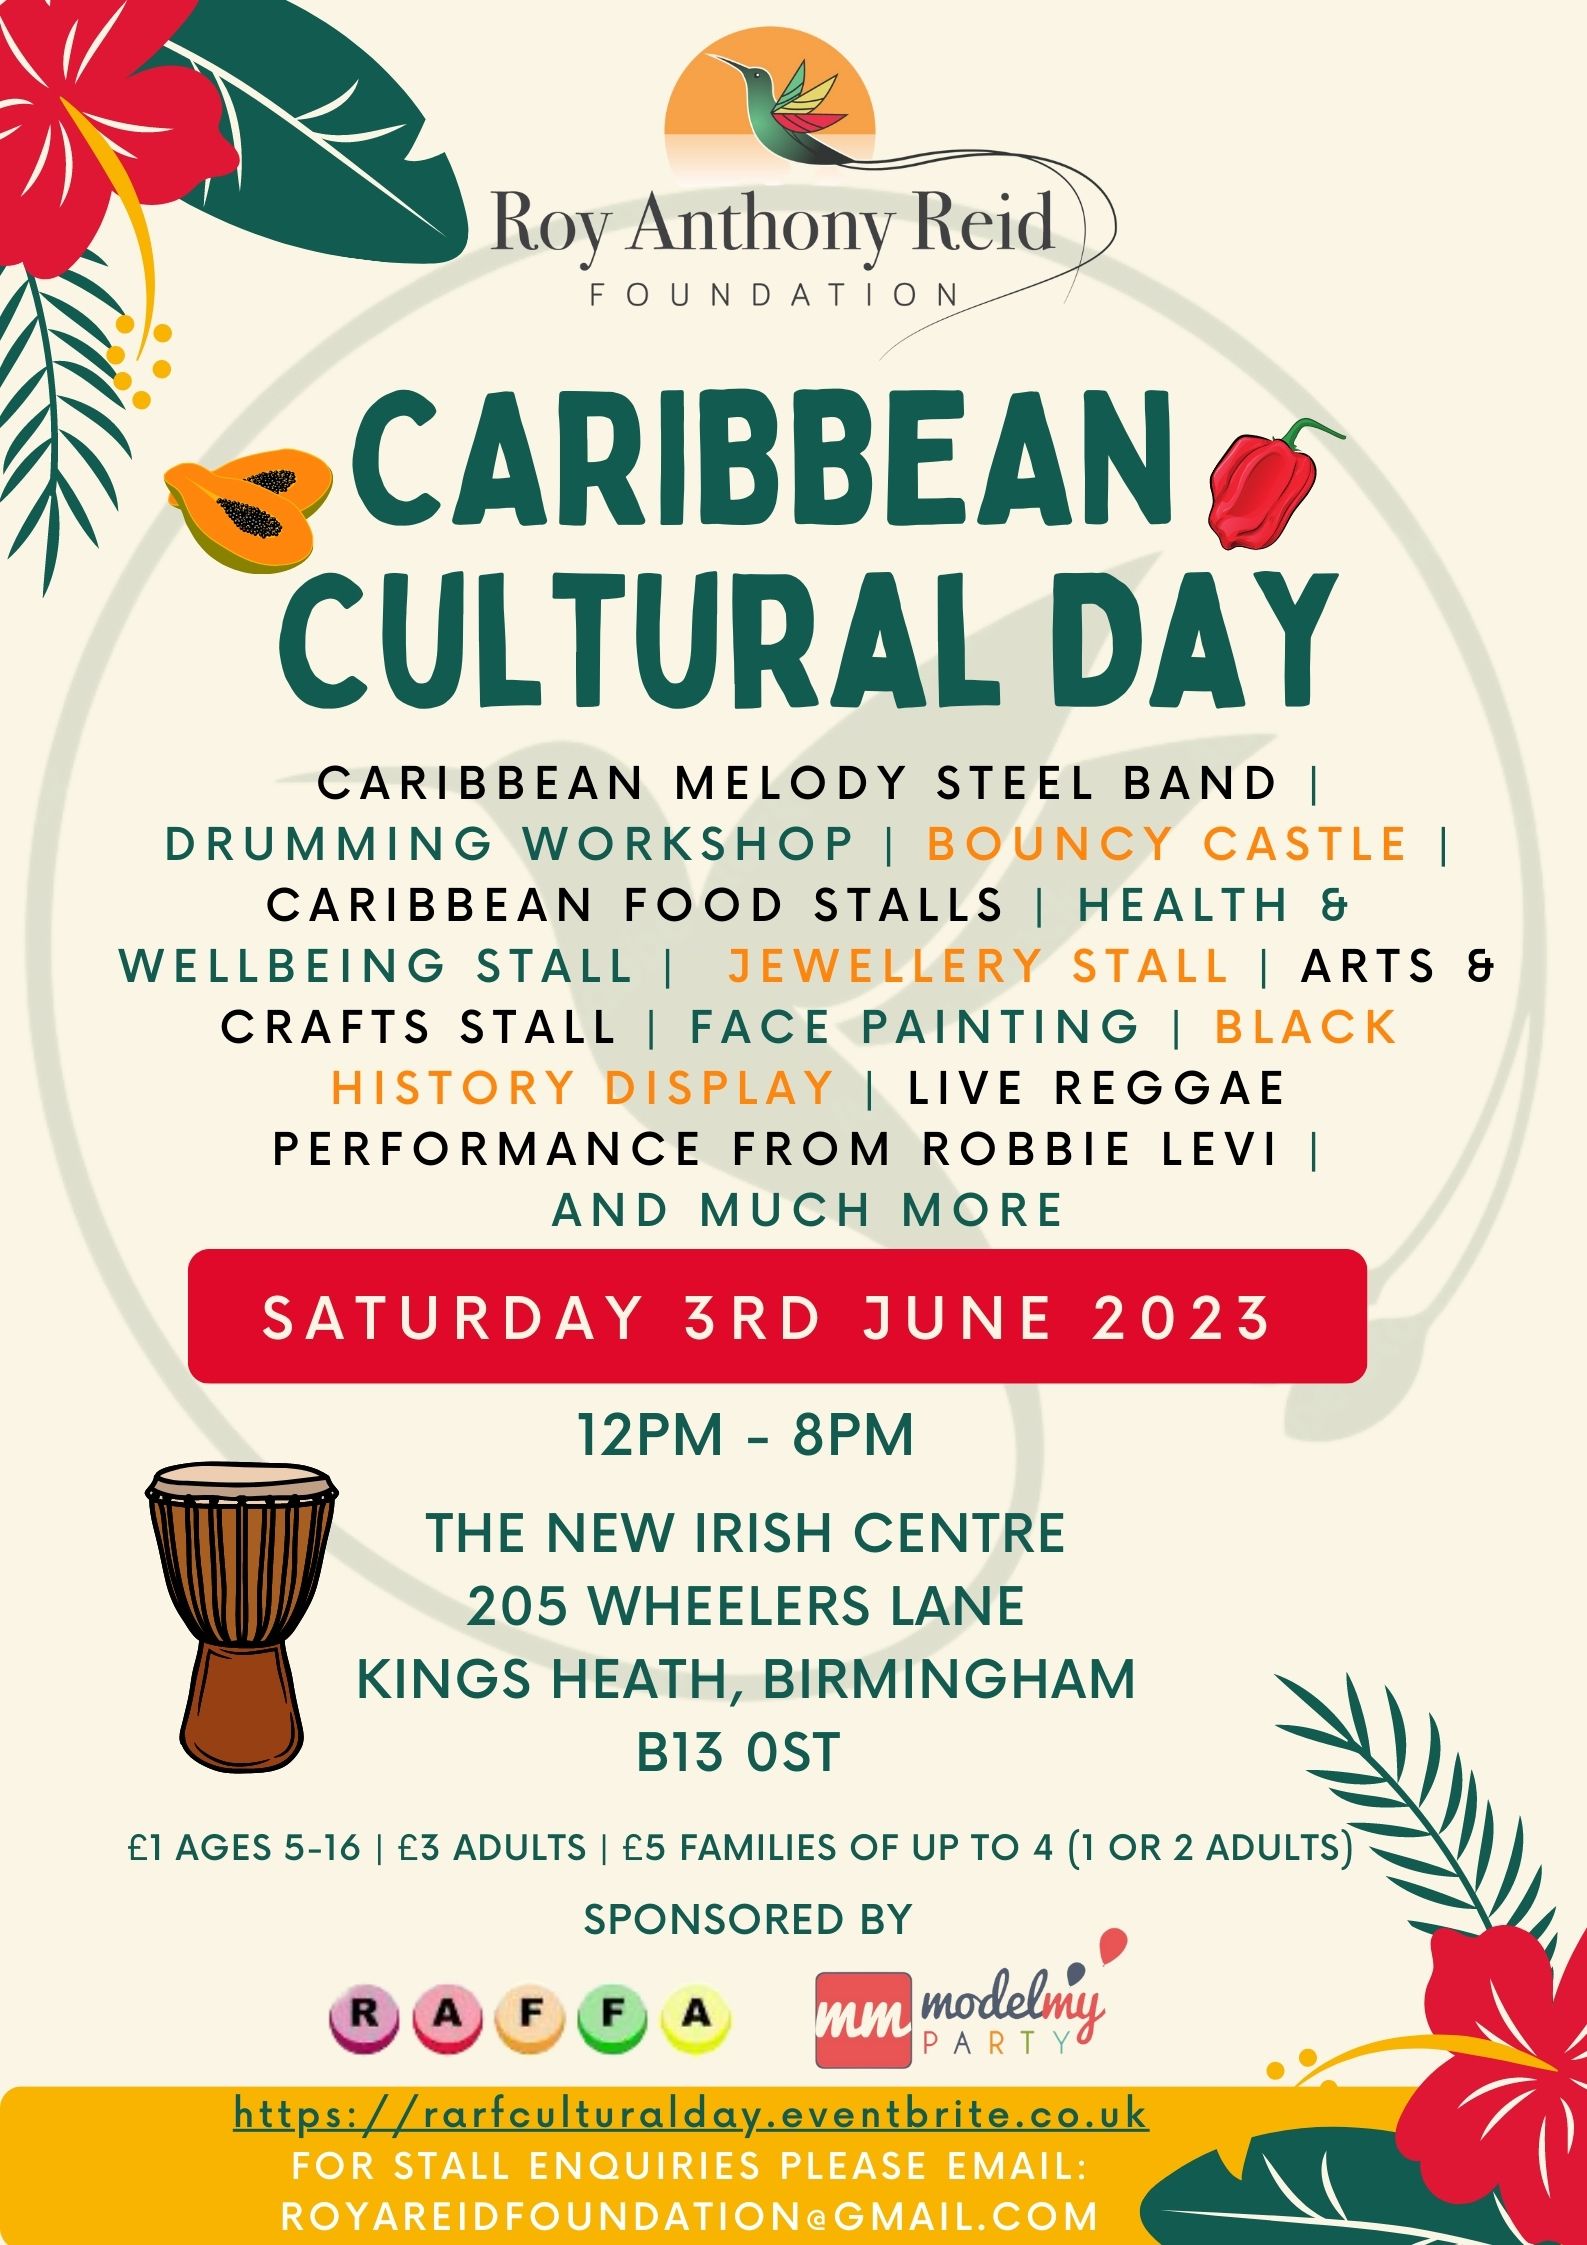 Roy Anthony Reid
FOUNDATION
CARIBBEAN
CULTURAL DAY
CARIBBEAN MELODY STEEL BAND |
DRUMMING WORKSHOP | BOUNCY CASTLE |
CARIBBEAN FOOD STALLS | HEALTH &
WELLBEING STALL | JEWELLERY STALL | ARTS &
CRAFTS STALL | FACE PAINTING | BLACK
HISTORY DISPLAY | LIVE REGGAE
PERFORMANCE FROM ROBBIE LEVI |
AND MUCH MORE
SATURDAY 3RD JUNE 2023
12PM - 8PM
THE NEW IRISH CENTRE
205 WHEELERS LANE
KINGS HEATH, BIRMINGHAM
B13 0ST
£1 AGES 5-16 | £3 ADULTS | £5 FAMILIES OF UP TO 4 (1 OR 2 ADULTS)
SPONSORED BY
RAFFA
mm modelmy
PARTY
https://rarfculturalday.eventbrite.co.uk
FOR STALL ENQUIRIES PLEASE EMAIL:
ROYAREIDFOUNDATION@GMAIL.COM